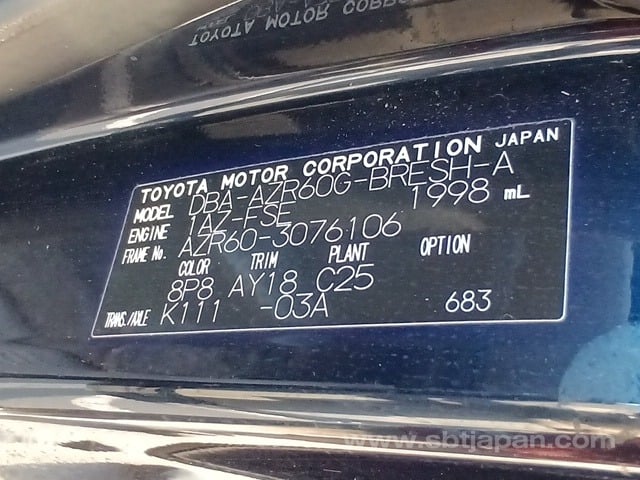 TOYOTA MOTOR CORPORATION JAPAN
MODEL DBA-AZR60G-BRESH-A
ENGINE 1AZ-FSE 1998 mL
FRAME No. AZR60-3076106
COLOR TRIM PLANT OPTION
8P8 AY18 C25
TRANS./AXLE K111 -03A 683
www.sbtjapan.com